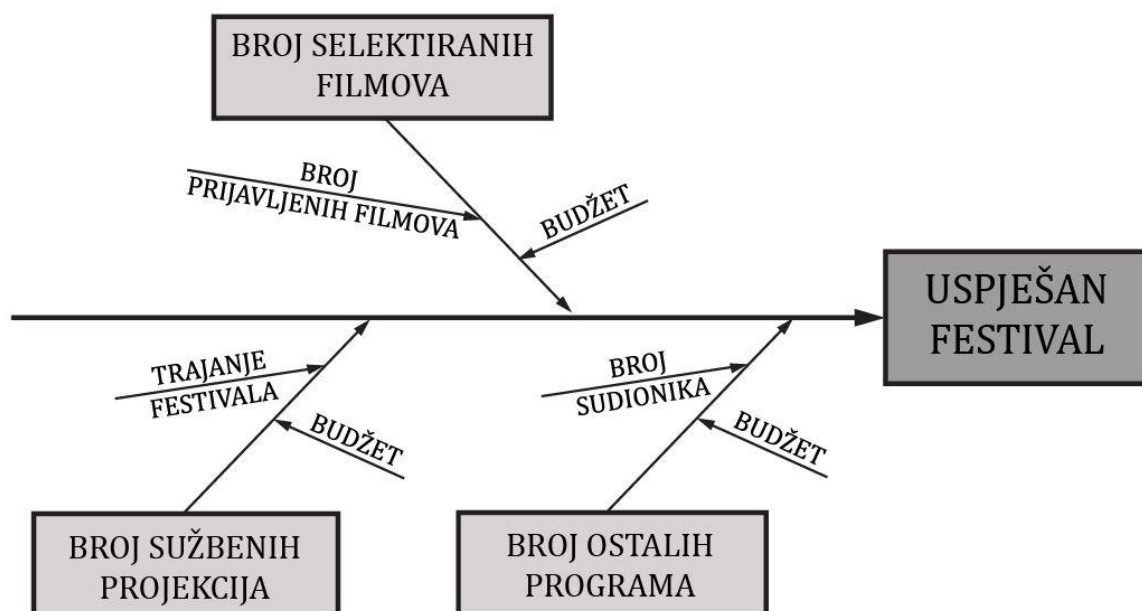 BROJ SELEKTIRANIH
FILMOVA
BROJ
PRIJAVLJENIH FILMOVA
BUDŽET
USPJEŠAN
FESTIVAL
TRAJANJE
FESTIVALA
BUDŽET
BROJ
SUDIONIKA
BUDŽET
BROJ SUŽBENIH
PROJEKCIJA
BROJ OSTALIH
PROGRAMA